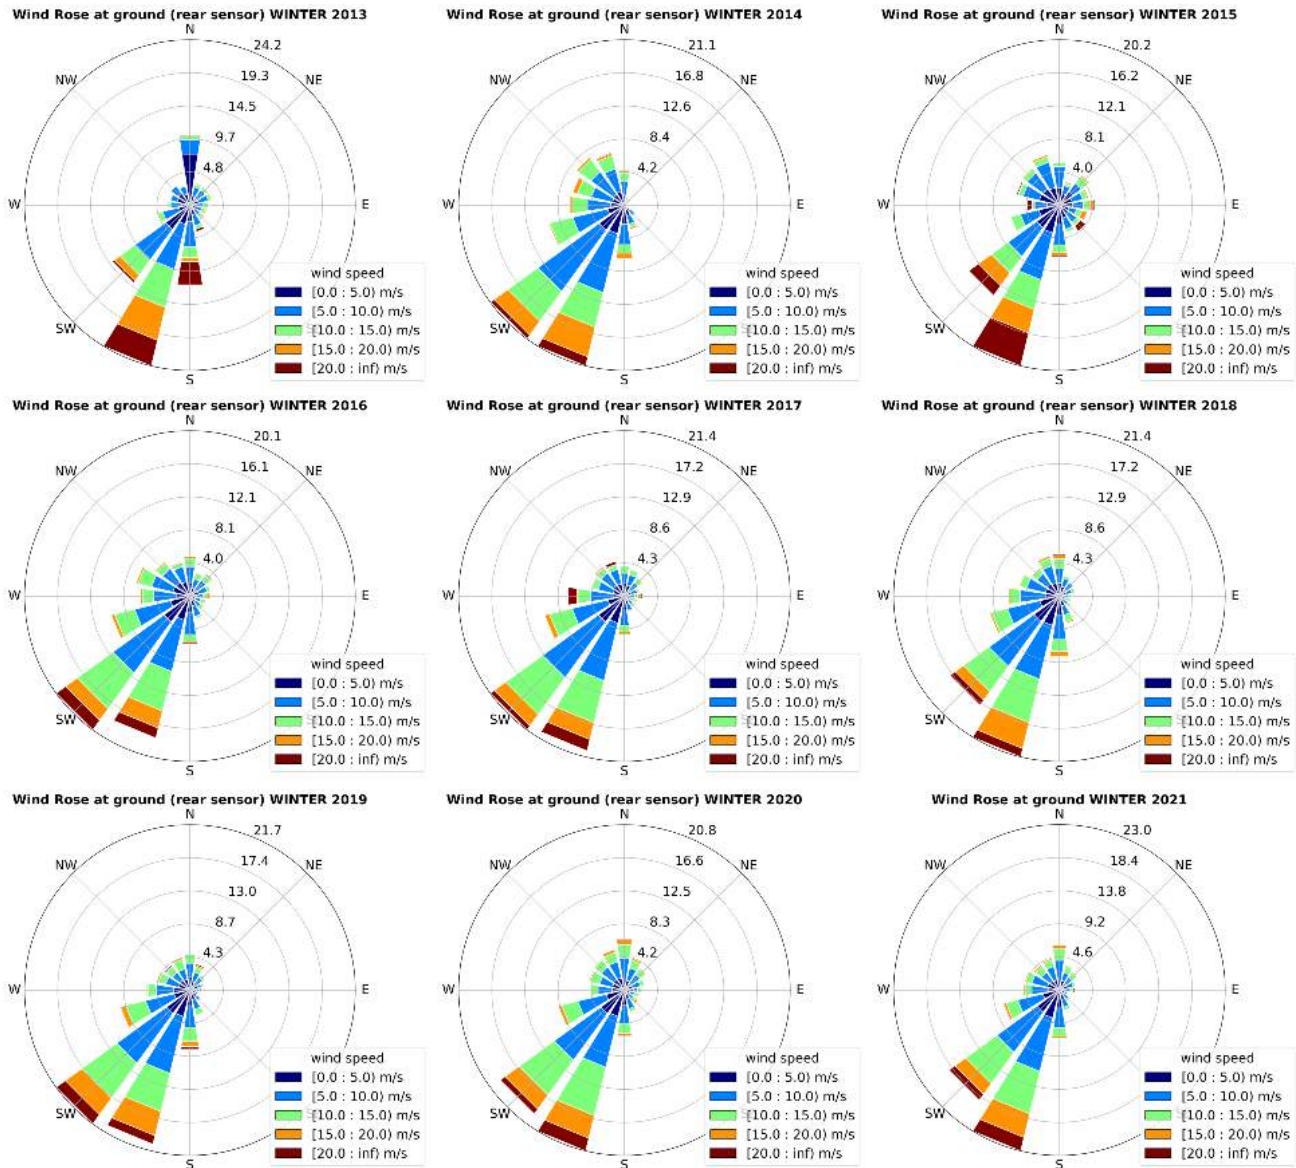 Wind Rose at ground (rear sensor) WINTER 2013
N
24.2
19.3
14.5
9.7
4.8
NW
NE
W
E
SW
S
wind speed
[0.0 : 5.0) m/s
[5.0 : 10.0) m/s
[10.0 : 15.0) m/s
[15.0 : 20.0) m/s
[20.0 : inf) m/s
Wind Rose at ground (rear sensor) WINTER 2014
N
21.1
16.8
12.6
8.4
4.2
NW
NE
W
E
SW
S
wind speed
[0.0 : 5.0) m/s
[5.0 : 10.0) m/s
[10.0 : 15.0) m/s
[15.0 : 20.0) m/s
[20.0 : inf) m/s
Wind Rose at ground (rear sensor) WINTER 2015
N
20.2
16.2
12.1
8.1
4.0
NW
NE
W
E
SW
S
wind speed
[0.0 : 5.0) m/s
[5.0 : 10.0) m/s
[10.0 : 15.0) m/s
[15.0 : 20.0) m/s
[20.0 : inf) m/s
Wind Rose at ground (rear sensor) WINTER 2016
N
20.1
16.1
12.1
8.1
4.0
NW
NE
W
E
SW
S
wind speed
[0.0 : 5.0) m/s
[5.0 : 10.0) m/s
[10.0 : 15.0) m/s
[15.0 : 20.0) m/s
[20.0 : inf) m/s
Wind Rose at ground (rear sensor) WINTER 2017
N
21.4
17.2
12.9
8.6
4.3
NW
NE
W
E
SW
S
wind speed
[0.0 : 5.0) m/s
[5.0 : 10.0) m/s
[10.0 : 15.0) m/s
[15.0 : 20.0) m/s
[20.0 : inf) m/s
Wind Rose at ground (rear sensor) WINTER 2018
N
21.4
17.2
12.9
8.6
4.3
NW
NE
W
E
SW
S
wind speed
[0.0 : 5.0) m/s
[5.0 : 10.0) m/s
[10.0 : 15.0) m/s
[15.0 : 20.0) m/s
[20.0 : inf) m/s
Wind Rose at ground (rear sensor) WINTER 2019
N
21.7
17.4
13.0
8.7
4.3
NW
NE
W
E
SW
S
wind speed
[0.0 : 5.0) m/s
[5.0 : 10.0) m/s
[10.0 : 15.0) m/s
[15.0 : 20.0) m/s
[20.0 : inf) m/s
Wind Rose at ground (rear sensor) WINTER 2020
N
20.8
16.6
12.5
8.3
4.2
NW
NE
W
E
SW
S
wind speed
[0.0 : 5.0) m/s
[5.0 : 10.0) m/s
[10.0 : 15.0) m/s
[15.0 : 20.0) m/s
[20.0 : inf) m/s
Wind Rose at ground WINTER 2021
N
23.0
18.4
13.8
9.2
4.6
NW
NE
W
E
SW
S
wind speed
[0.0 : 5.0) m/s
[5.0 : 10.0) m/s
[10.0 : 15.0) m/s
[15.0 : 20.0) m/s
[20.0 : inf) m/s